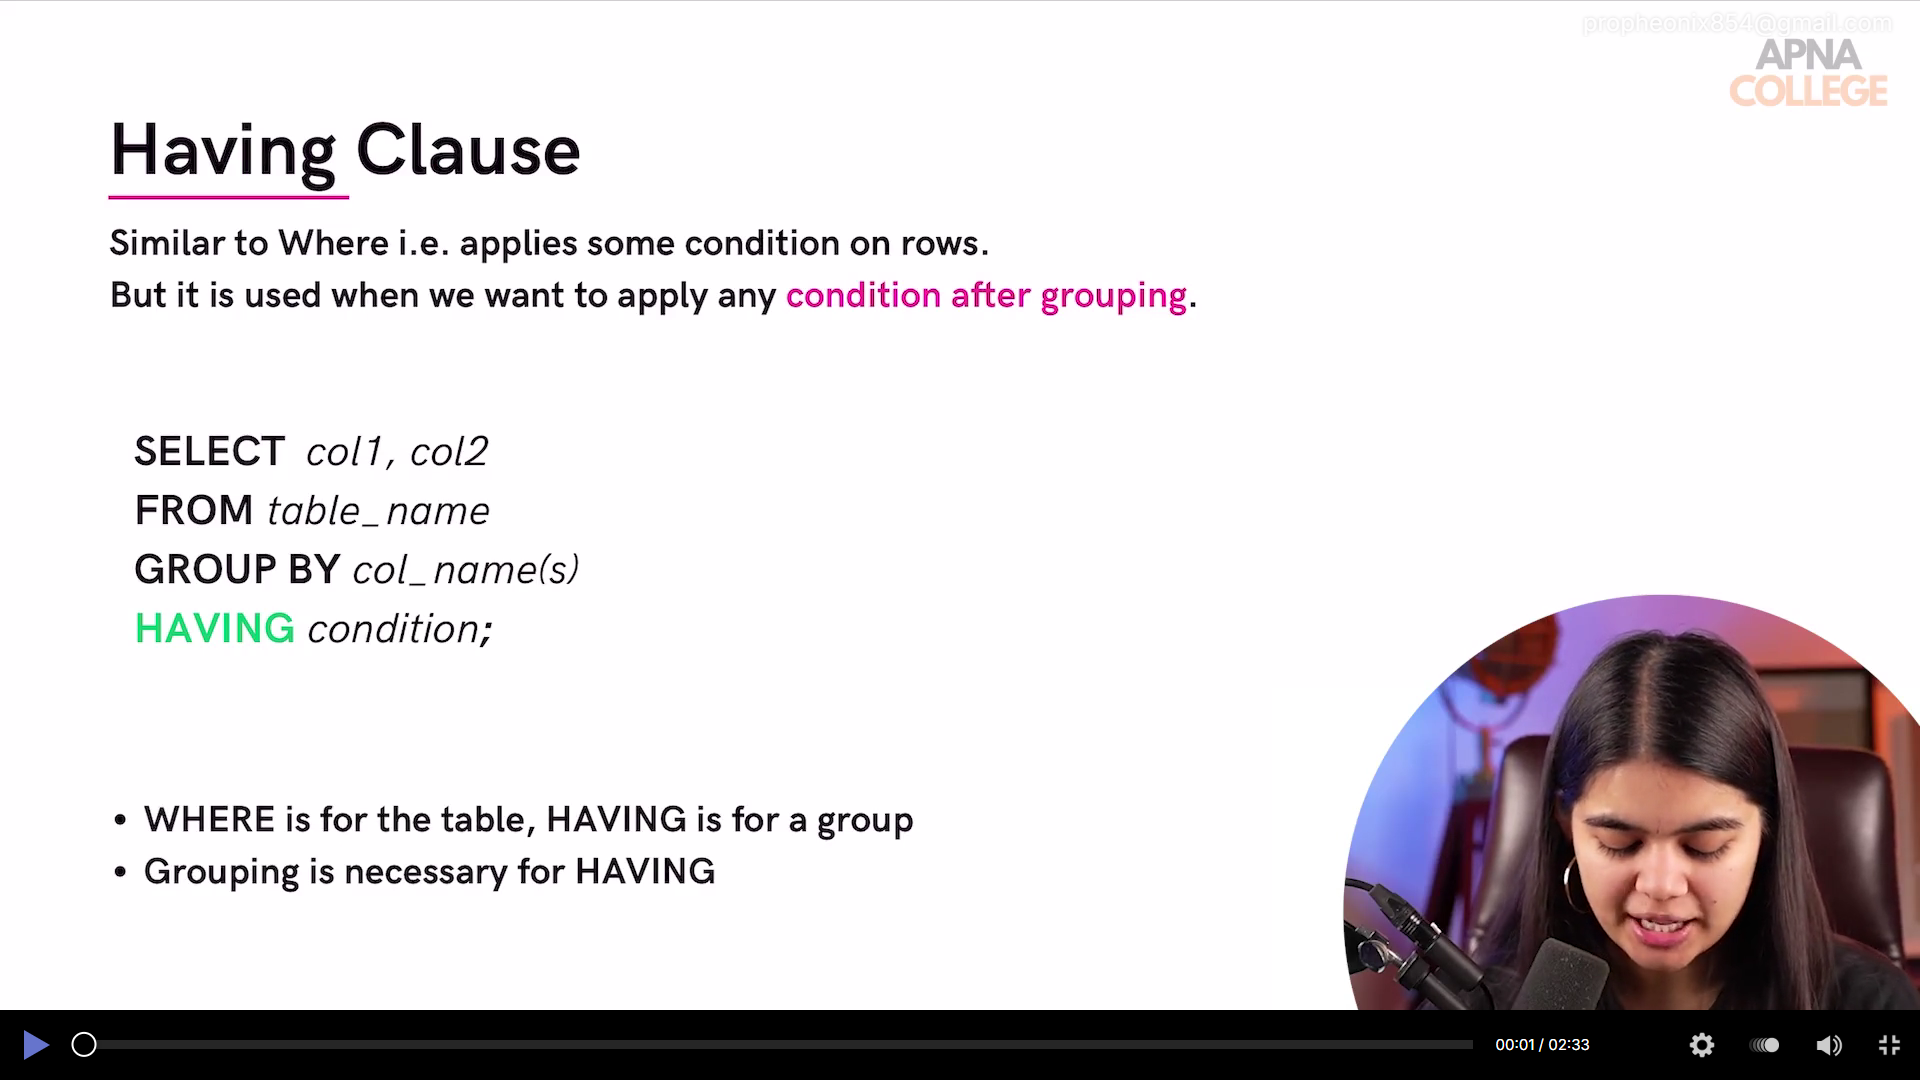 propheonix854@gmail.com
APNA
COLLEGE
Having Clause
Similar to Where i.e. applies some condition on rows.
But it is used when we want to apply any condition after grouping.
SELECT col1, col2
FROM table_name
GROUP BY col_name(s)
HAVING condition;
• WHERE is for the table, HAVING is for a group
• Grouping is necessary for HAVING
00:01 / 02:33